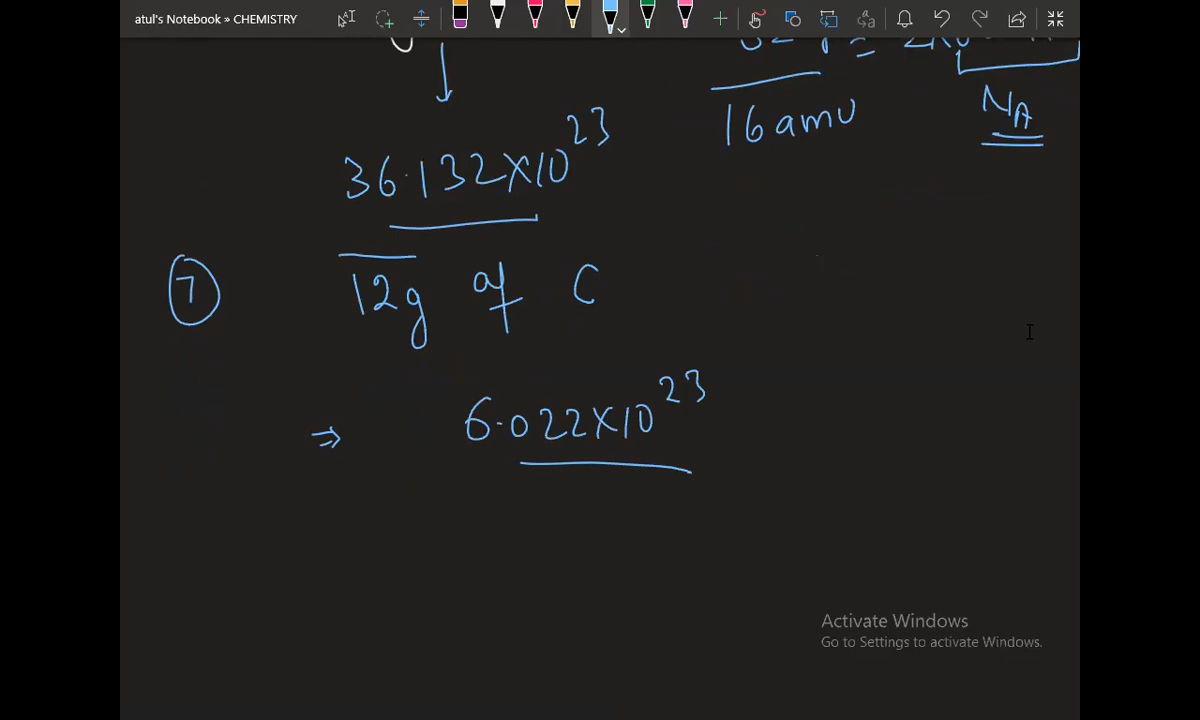 atul's Notebook » CHEMISTRY
16 amu
NA
36.132×10²³
⑦ 12g of C
⇒ 6.022×10²³
Activate Windows
Go to Settings to activate Windows.